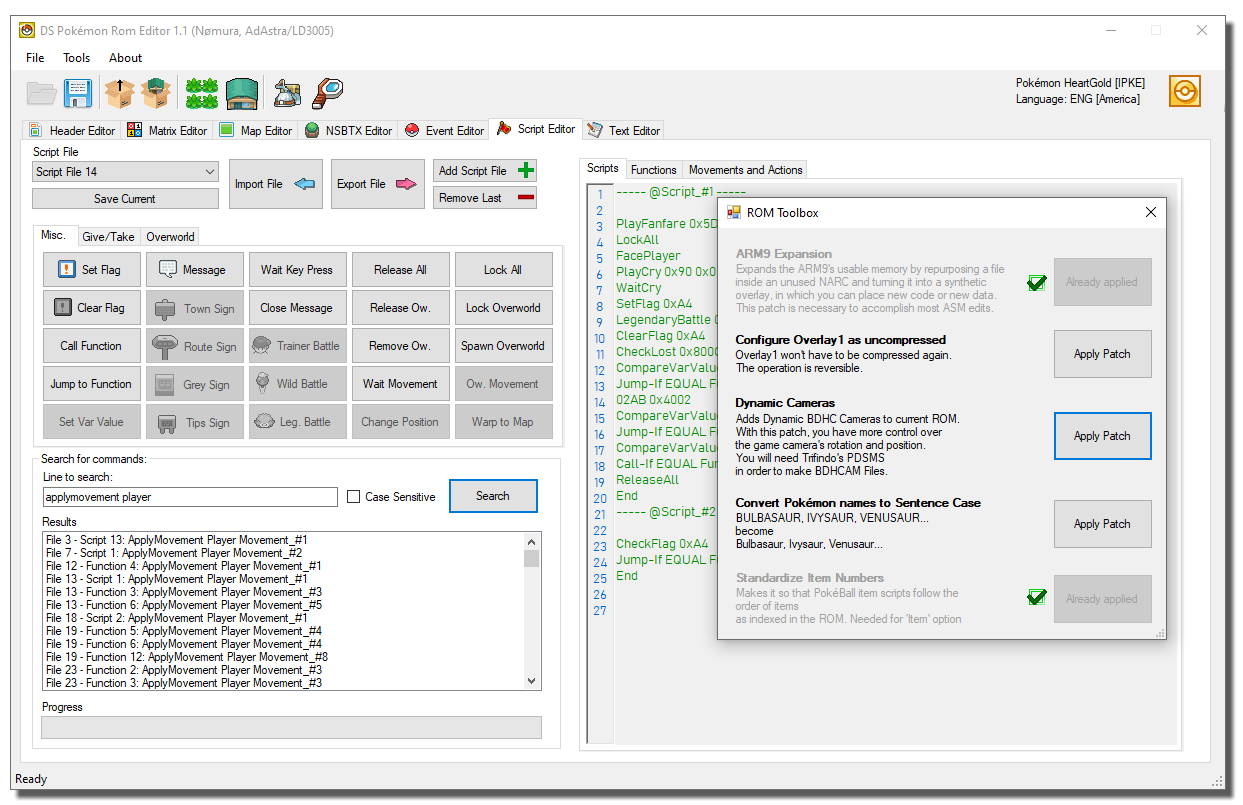 DS Pokémon Rom Editor 1.1 (Nømura, AdAstra/LD3005)
File Tools About
Pokémon HeartGold [IPKE]
Language: ENG [America]
Header Editor Matrix Editor Map Editor NSBTX Editor Event Editor Script Editor Text Editor
Script File
Script File 14
Save Current
Import File
Export File
Add Script File
Remove Last
Misc. Give/Take Overworld
Set Flag Message Wait Key Press Release All Lock All
Clear Flag Town Sign Close Message Release Ow. Lock Overworld
Call Function Route Sign Trainer Battle Remove Ow. Spawn Overworld
Jump to Function Grey Sign Wild Battle Wait Movement Ow. Movement
Set Var Value Tips Sign Leg. Battle Change Position Warp to Map
Search for commands:
Line to search:
applymovement player
Case Sensitive
Search
Results
File 3 - Script 13: ApplyMovement Player Movement_#1
File 7 - Script 1: ApplyMovement Player Movement_#2
File 12 - Function 4: ApplyMovement Player Movement_#1
File 13 - Script 1: ApplyMovement Player Movement_#1
File 13 - Function 3: ApplyMovement Player Movement_#3
File 13 - Function 6: ApplyMovement Player Movement_#5
File 18 - Script 2: ApplyMovement Player Movement_#1
File 19 - Function 5: ApplyMovement Player Movement_#4
File 19 - Function 6: ApplyMovement Player Movement_#4
File 19 - Function 12: ApplyMovement Player Movement_#8
File 23 - Function 2: ApplyMovement Player Movement_#3
File 23 - Function 3: ApplyMovement Player Movement_#3
Progress
Ready
Scripts Functions Movements and Actions
1 ----- @Script_#1 -----
2
3 PlayFanfare 0x5D
4 LockAll
5 FacePlayer
6 PlayCry 0x90 0x0
7 WaitCry
8 SetFlag 0xA4
9 LegendaryBattle
10 ClearFlag 0xA4
11 CheckLost 0x800C
12 CompareVarValu
13 Jump-If EQUAL Fu
14 02AB 0x4002
15 CompareVarValu
16 Jump-If EQUAL Fu
17 CompareVarValu
18 Call-If EQUAL Fun
19 ReleaseAll
20 End
21 ----- @Script_#2
22
23 CheckFlag 0xA4
24 Jump-If EQUAL F
25 End
26
27
ROM Toolbox
ARM9 Expansion
Expands the ARM9's usable memory by repurposing a file
inside an unused NARC and turning it into a synthetic
overlay, in which you can place new code or new data.
This patch is necessary to accomplish most ASM edits.
Already applied
Configure Overlay1 as uncompressed
Overlay1 won't have to be compressed again.
The operation is reversible.
Apply Patch
Dynamic Cameras
Adds Dynamic BDHC Cameras to current ROM.
With this patch, you have more control over
the game camera's rotation and position.
You will need Trifindo's PDSMS
in order to make BDHCAM Files.
Apply Patch
Convert Pokémon names to Sentence Case
BULBASAUR, IVYSAUR, VENUSAUR...
become
Bulbasaur, Ivysaur, Venusaur...
Apply Patch
Standardize Item Numbers
Makes it so that PokéBall item scripts follow the
order of items
as indexed in the ROM. Needed for 'Item' option
Already applied